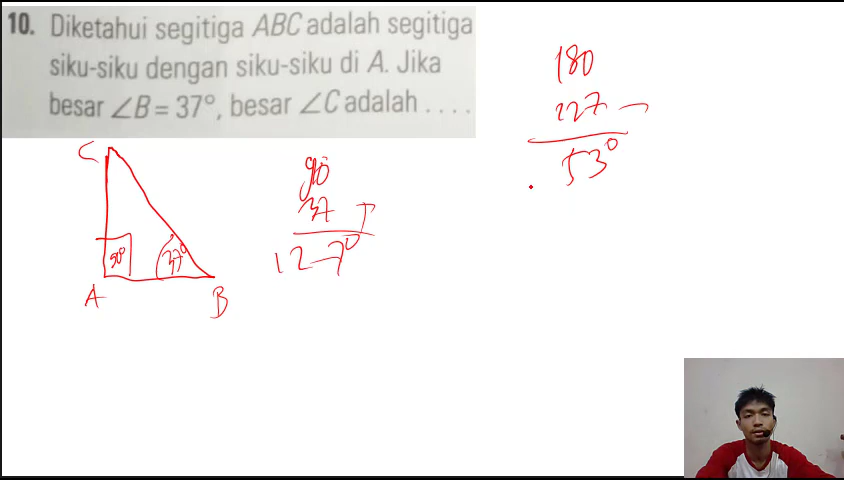 10. Diketahui segitiga ABC adalah segitiga
siku-siku dengan siku-siku di A. Jika
besar ∠B = 37°, besar ∠C adalah . . . .
C
90°
37°
A
B
90
37 +
127°
180
127 −
53°